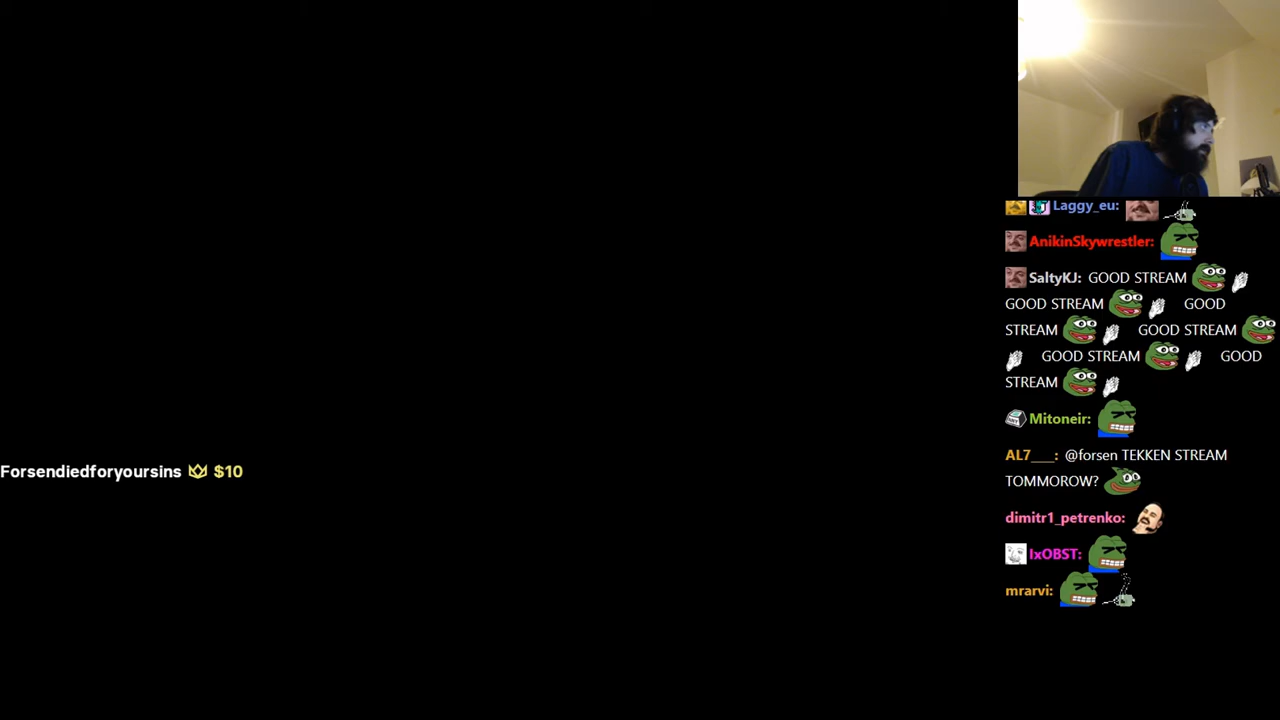 Laggy_eu:
AnikinSkywrestler:
SaltyKJ: GOOD STREAM
GOOD STREAM GOOD
STREAM GOOD STREAM
GOOD STREAM GOOD
STREAM
Mitoneir:
AL7___: @forsen TEKKEN STREAM
TOMMOROW?
Forsendiedforyoursins $10
dimitr1_petrenko:
IxOBST:
mrarvi: